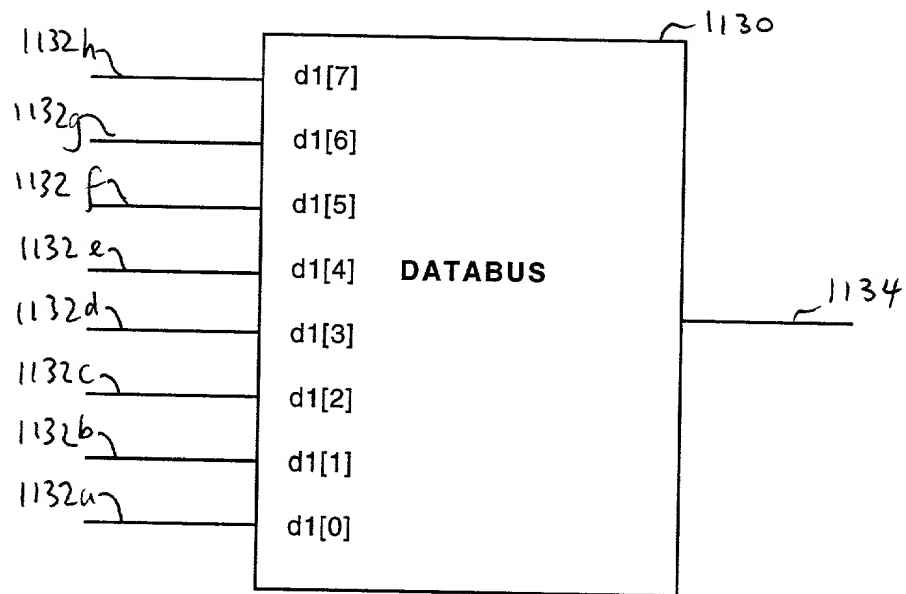 1130
1132h
d1[7]
1132g
d1[6]
1132f
d1[5]
1132e
d1[4]
DATABUS
1132d
d1[3]
1134
1132c
d1[2]
1132b
d1[1]
1132a
d1[0]